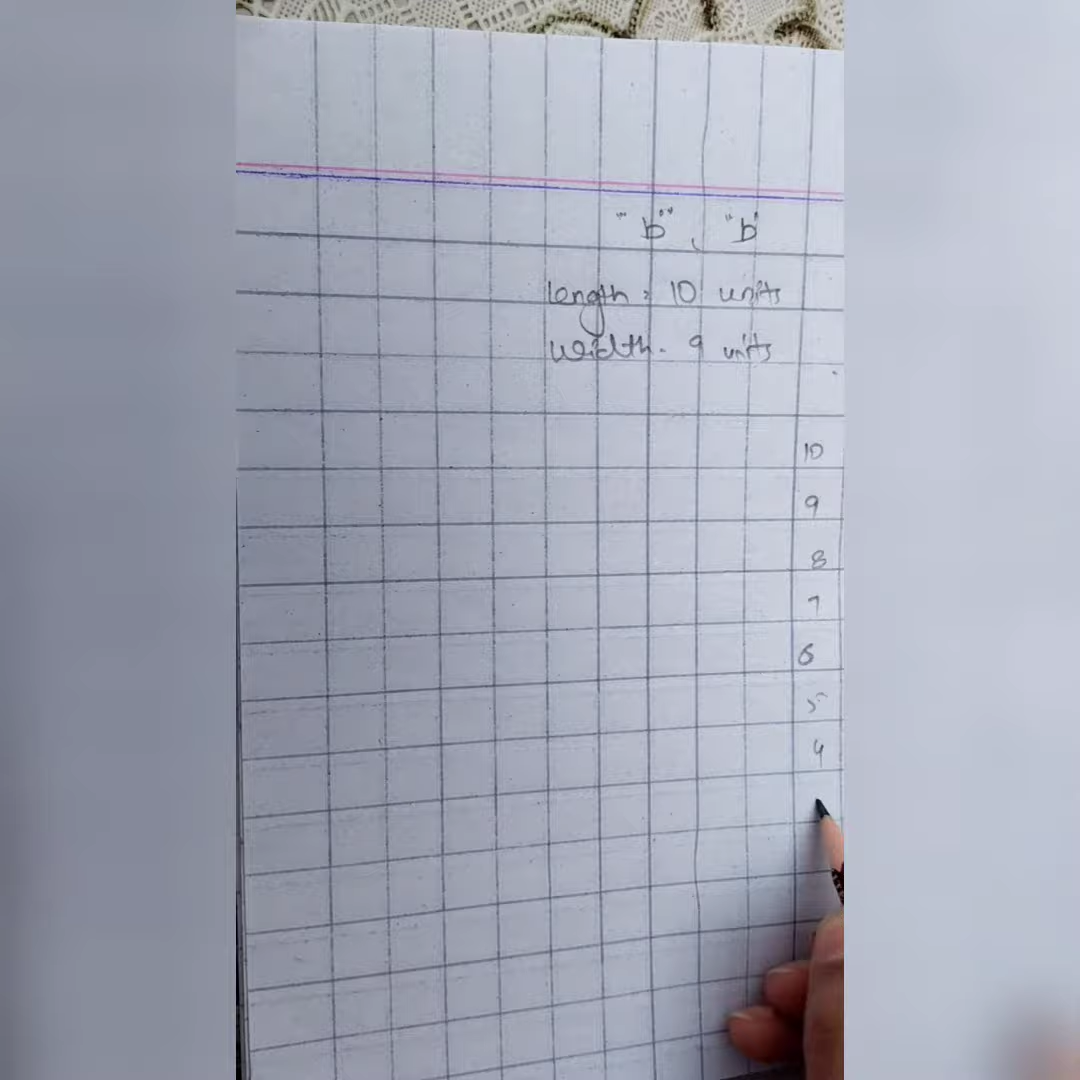 "b", "b"
length = 10 units
width - 9 units
10
9
8
7
6
5
4